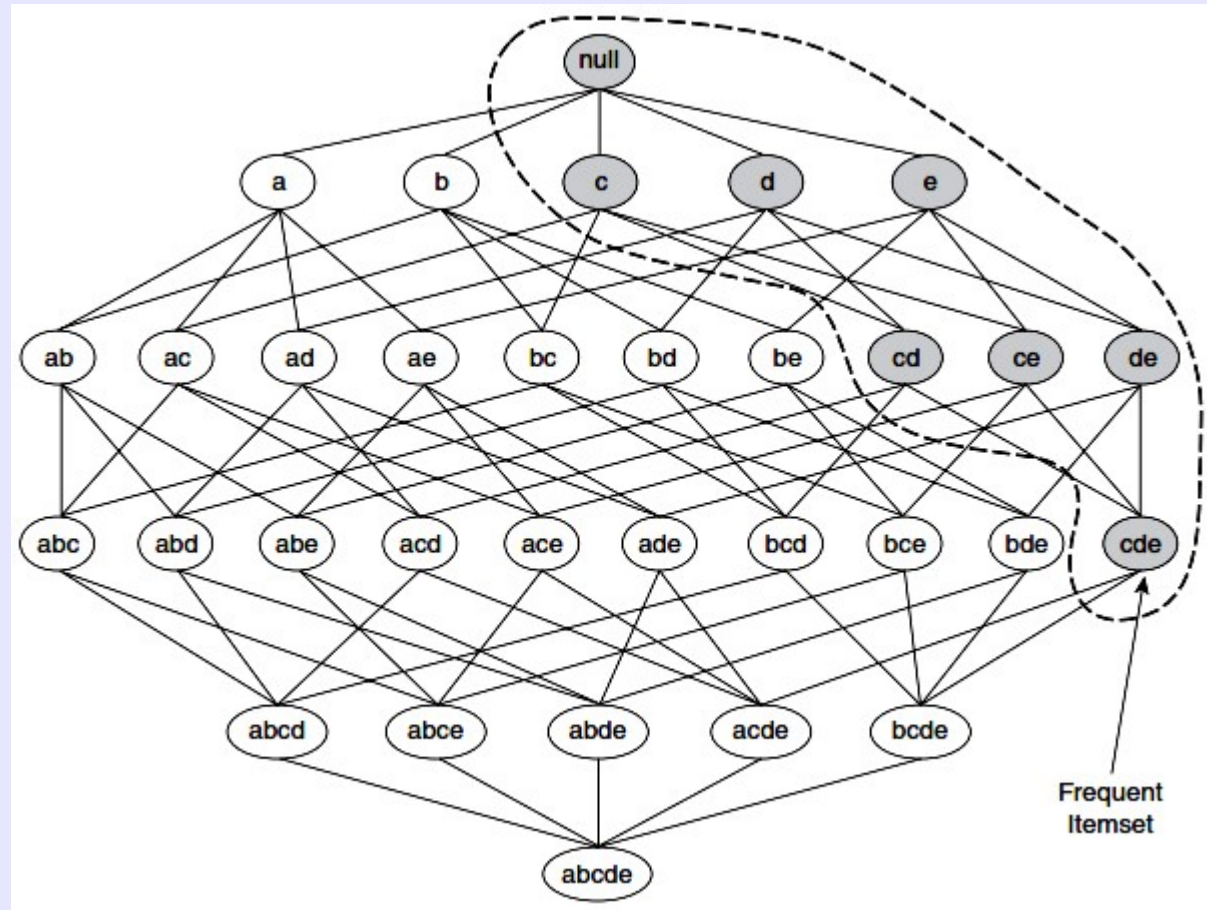 null
a b c d e
ab ac ad ae bc bd be cd ce de
abc abd abe acd ace ade bcd bce bde cde
abcd abce abde acde bcde
Frequent
Itemset
abcde